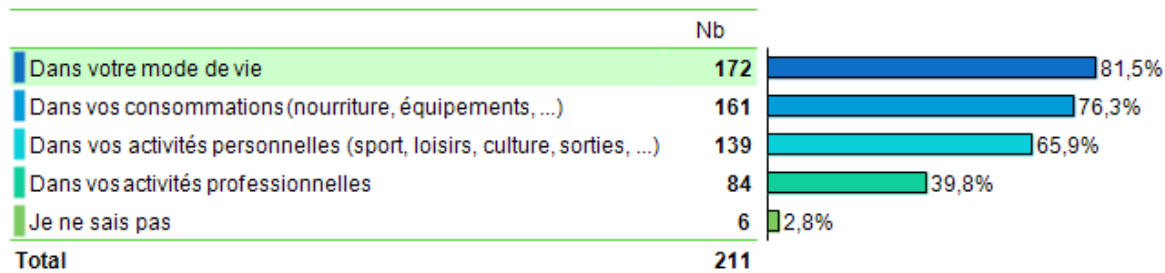 Nb
Dans votre mode de vie 172 81,5%
Dans vos consommations (nourriture, équipements, ...) 161 76,3%
Dans vos activités personnelles (sport, loisirs, culture, sorties, ...) 139 65,9%
Dans vos activités professionnelles 84 39,8%
Je ne sais pas 6 2,8%
Total 211